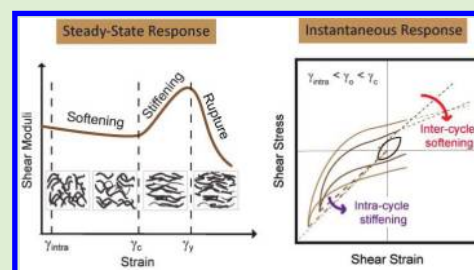 Steady-State Response
Instantaneous Response
Shear Moduli
Softening
Stiffening
Rupture
γintra
γc
γy
Strain
Shear Stress
γintra < γo < γc
Inter-cycle
softening
Intra-cycle
stiffening
Shear Strain